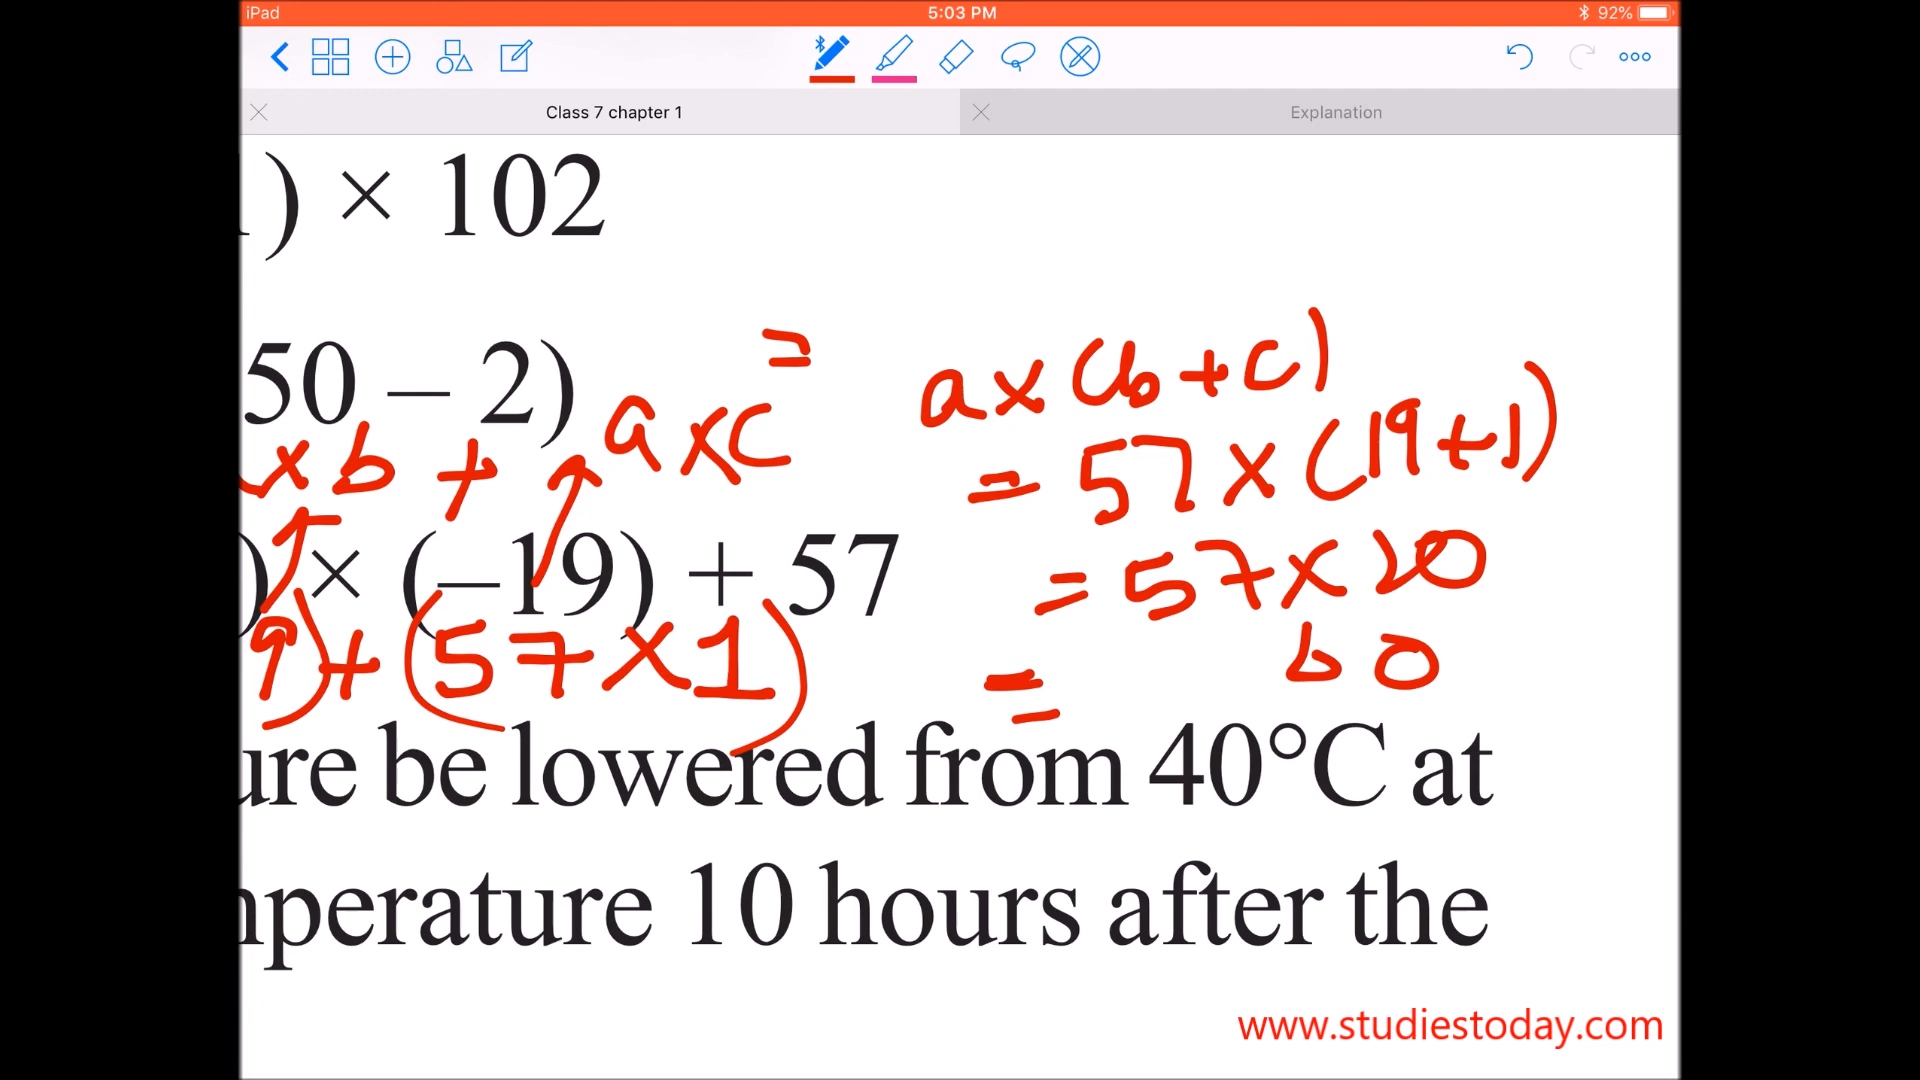 iPad 5:03 PM 92%
Class 7 chapter 1 Explanation
) × 102
50 – 2) =
a×(b+c)
×b + a×c
= 57×(19+1)
) × (–19) + 57
= 57×20
9)+(57×1)
= 60
ure be lowered from 40°C at
nperature 10 hours after the
www.studiestoday.com